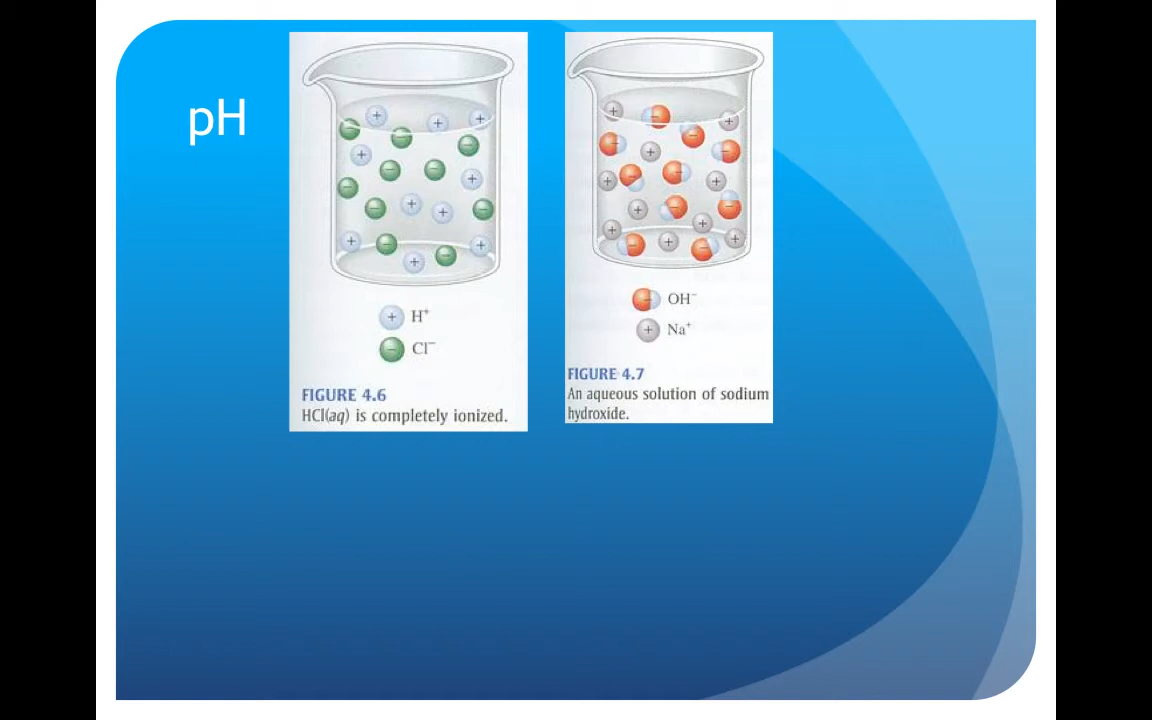 pH
H⁺
Cl⁻
FIGURE 4.6
HCl(aq) is completely ionized.
OH⁻
Na⁺
FIGURE 4.7
An aqueous solution of sodium
hydroxide.